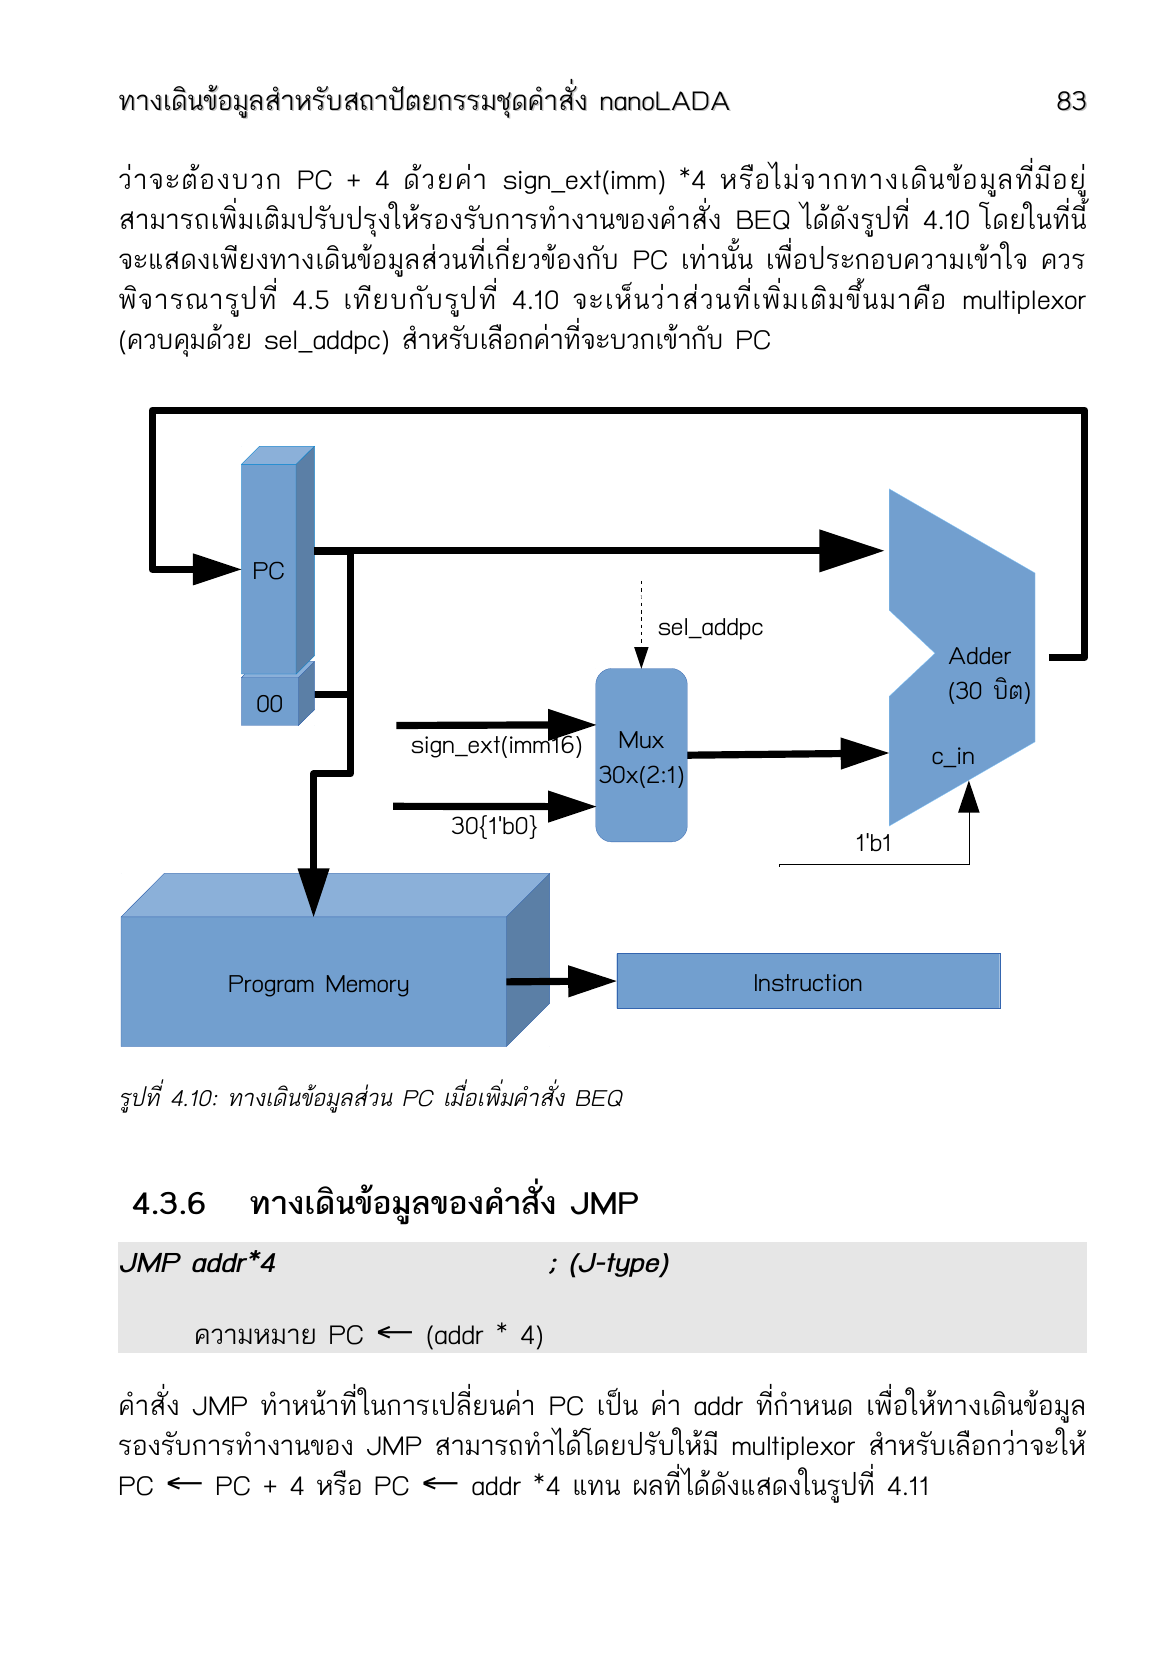 ทางเดินข้อมูลสำหรับสถาปัตยกรรมชุดคำสั่ง nanoLADA 83
ว่าจะต้องบวก PC + 4 ด้วยค่า sign_ext(imm) *4 หรือไม่จากทางเดินข้อมูลที่มีอยู่
สามารถเพิ่มเติมปรับปรุงให้รองรับการทำงานของคำสั่ง BEQ ได้ดังรูปที่ 4.10 โดยในที่นี้
จะแสดงเพียงทางเดินข้อมูลส่วนที่เกี่ยวข้องกับ PC เท่านั้น เพื่อประกอบความเข้าใจ ควร
พิจารณารูปที่ 4.5 เทียบกับรูปที่ 4.10 จะเห็นว่าส่วนที่เพิ่มเติมขึ้นมาคือ multiplexor
(ควบคุมด้วย sel_addpc) สำหรับเลือกค่าที่จะบวกเข้ากับ PC
PC
00
sel_addpc
sign_ext(imm16)
30{1'b0}
Mux
30x(2:1)
Adder
(30 บิต)
c_in
1'b1
Program Memory
Instruction
รูปที่ 4.10: ทางเดินข้อมูลส่วน PC เมื่อเพิ่มคำสั่ง BEQ
4.3.6 ทางเดินข้อมูลของคำสั่ง JMP
JMP addr*4 ; (J-type)
ความหมาย PC ← (addr * 4)
คำสั่ง JMP ทำหน้าที่ในการเปลี่ยนค่า PC เป็น ค่า addr ที่กำหนด เพื่อให้ทางเดินข้อมูล
รองรับการทำงานของ JMP สามารถทำได้โดยปรับให้มี multiplexor สำหรับเลือกว่าจะให้
PC ← PC + 4 หรือ PC ← addr *4 แทน ผลที่ได้ดังแสดงในรูปที่ 4.11